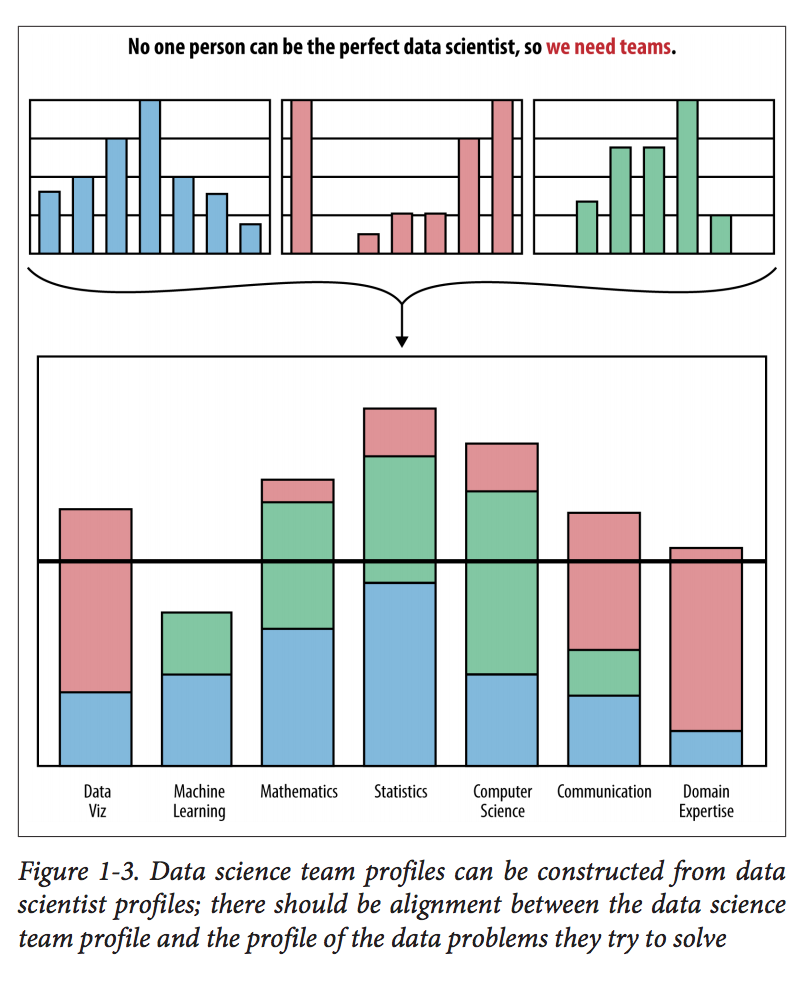 No one person can be the perfect data scientist, so we need teams.
Data
Viz
Machine
Learning
Mathematics
Statistics
Computer
Science
Communication
Domain
Expertise
Figure 1-3. Data science team profiles can be constructed from data
scientist profiles; there should be alignment between the data science
team profile and the profile of the data problems they try to solve